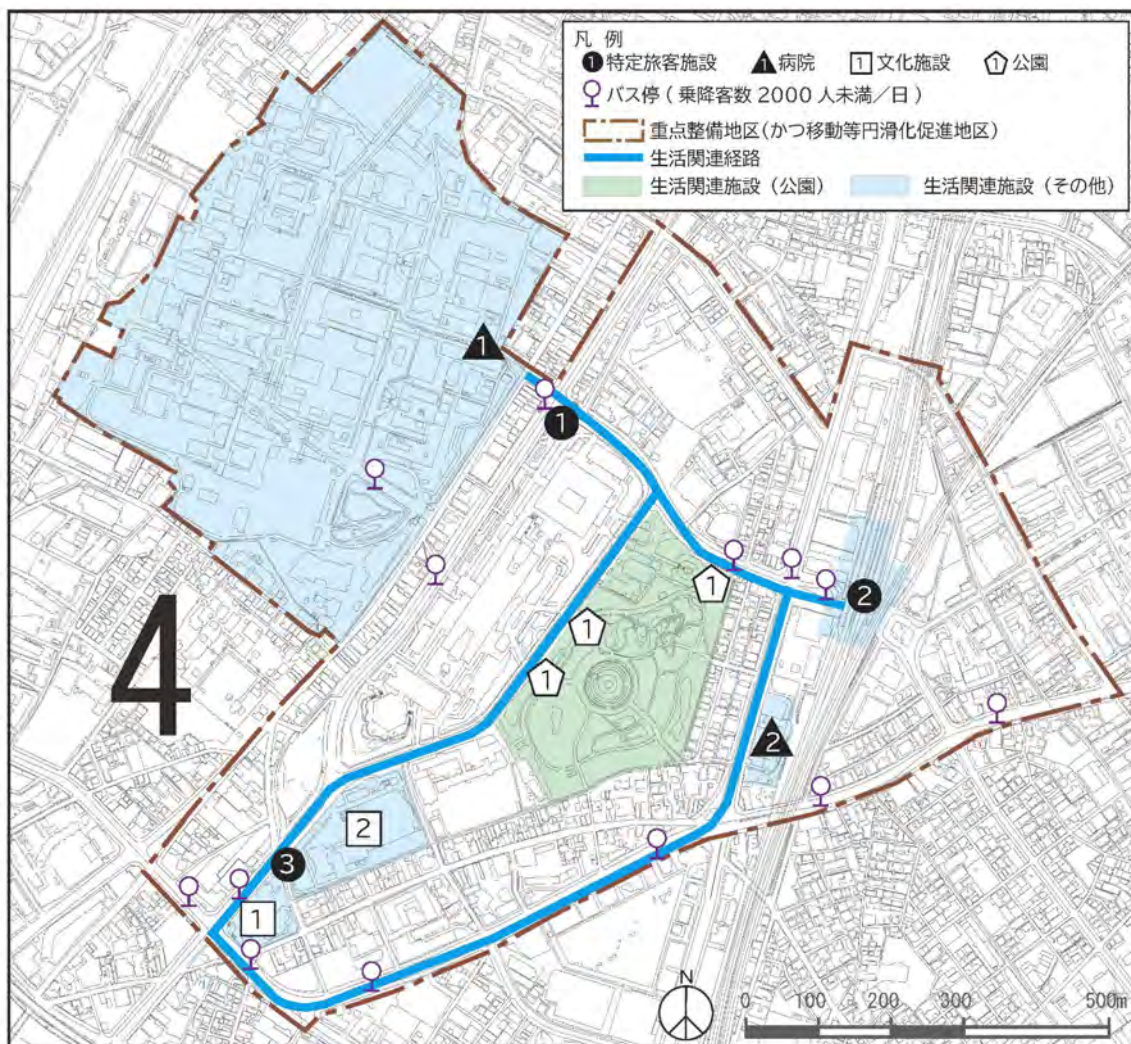 凡 例
❶特定旅客施設 ▲1病院 1文化施設 1公園
バス停(乗降客数 2000 人未満/日)
重点整備地区(かつ移動等円滑化促進地区)
生活関連経路
生活関連施設(公園) 生活関連施設(その他)
1
1
1
2
1
1
4
2
2
3
1
N
0 100 200 300 500m